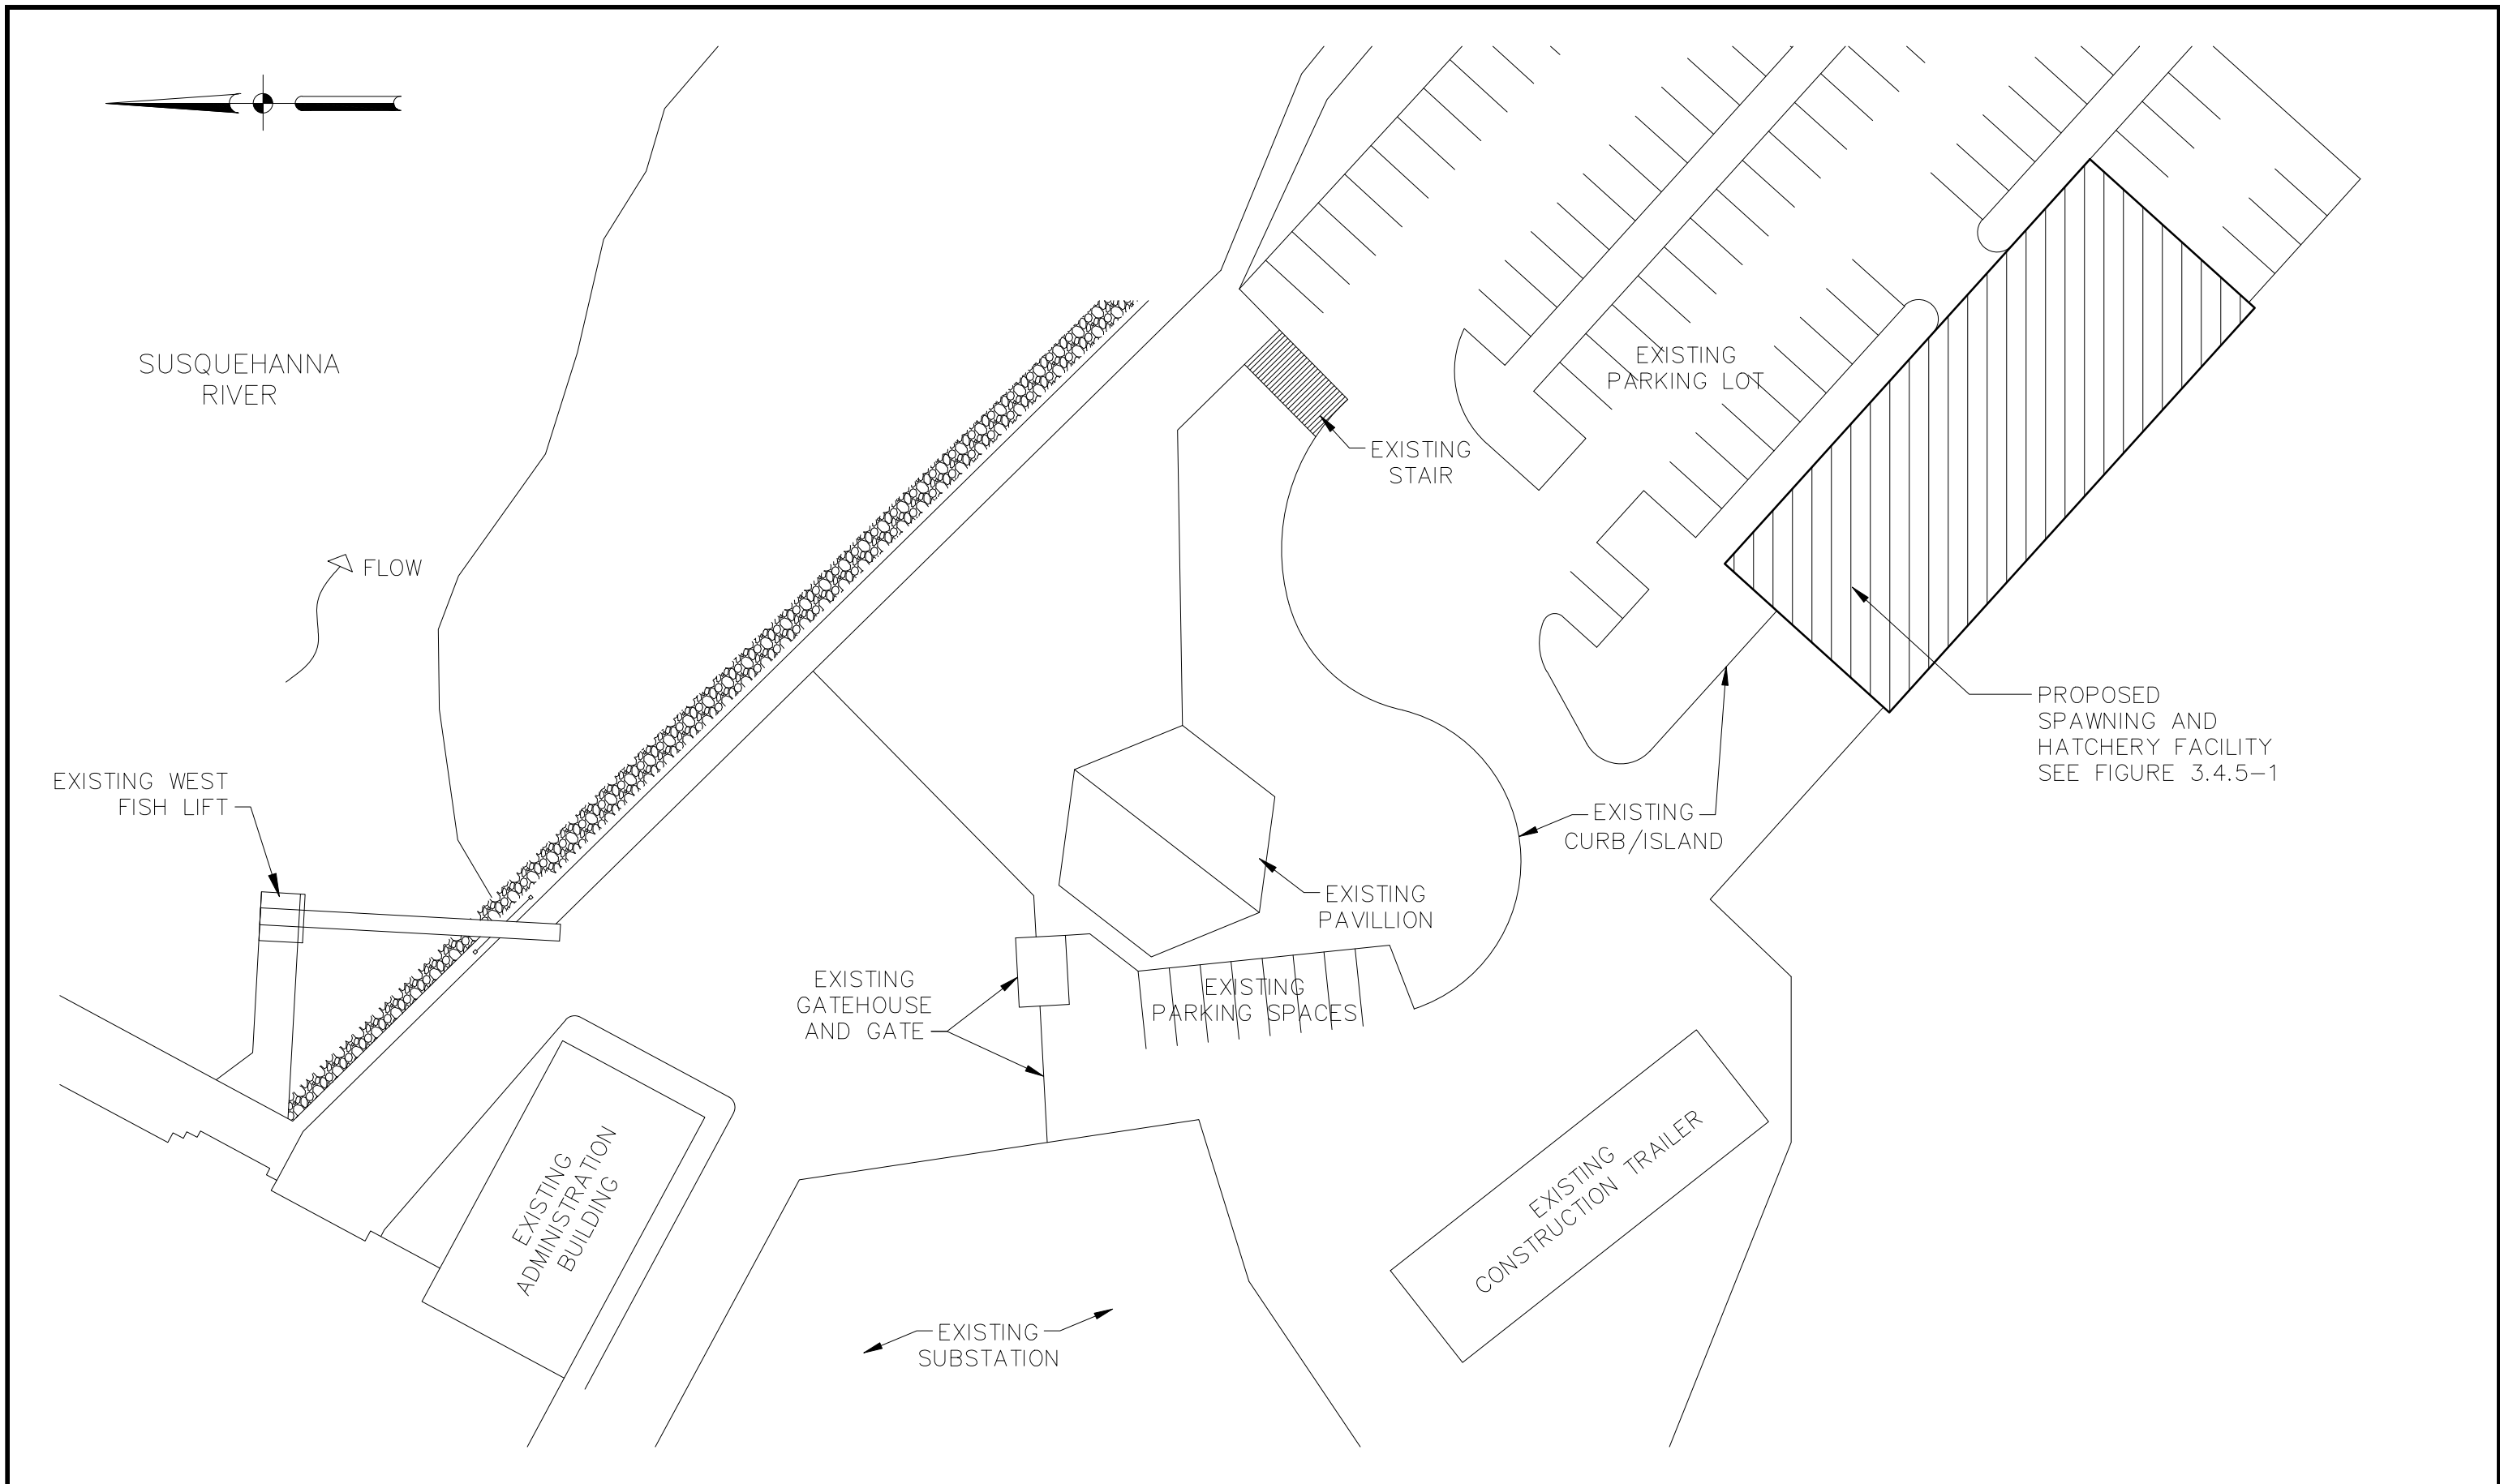 SUSQUEHANNA
RIVER
EXISTING
PARKING LOT
EXISTING
STAIR
FLOW
PROPOSED
SPAWNING AND
HATCHERY FACILITY
SEE FIGURE 3.4.5-1
EXISTING WEST
FISH LIFT
EXISTING
CURB/ISLAND
EXISTING
PAVILLION
EXISTING
GATEHOUSE
AND GATE
EXISTING
PARKING SPACES
EXISTING
ADMINISTRATION
BUILDING
EXISTING
CONSTRUCTION TRAILER
EXISTING
SUBSTATION